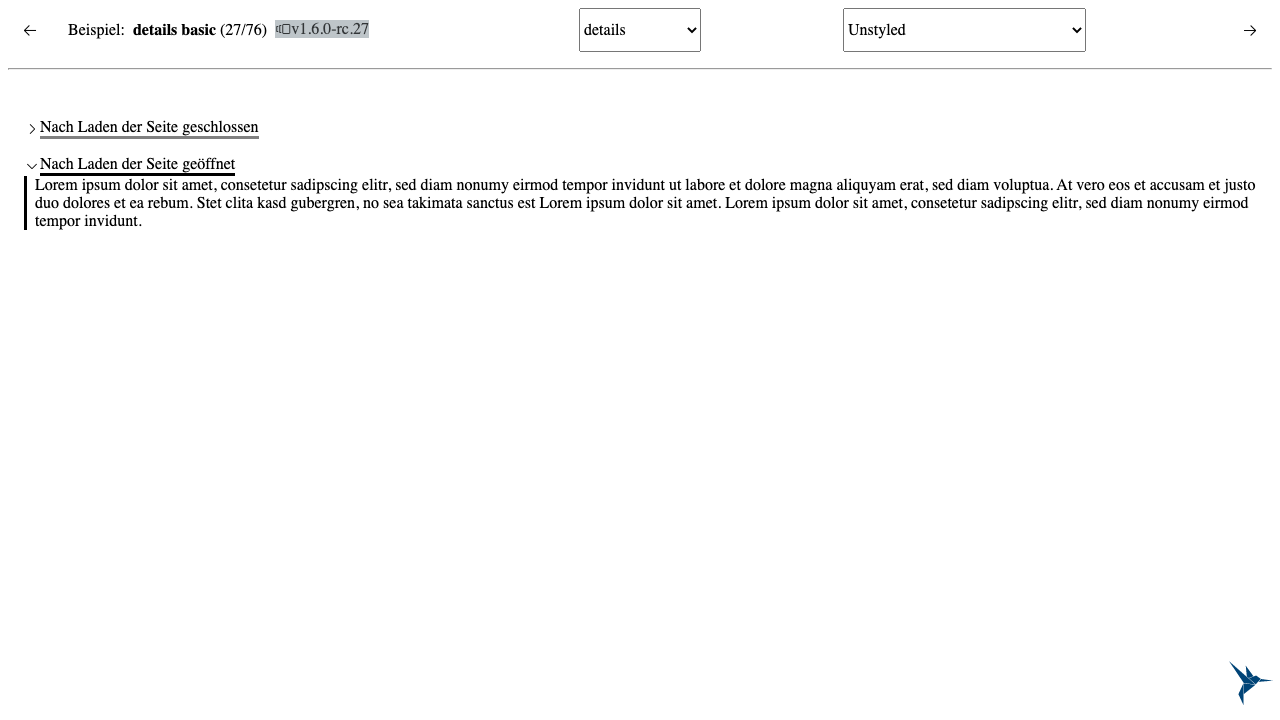 Beispiel: details basic (27/76) v1.6.0-rc.27 details Unstyled
Nach Laden der Seite geschlossen
Nach Laden der Seite geöffnet
Lorem ipsum dolor sit amet, consetetur sadipscing elitr, sed diam nonumy eirmod tempor invidunt ut labore et dolore magna aliquyam erat, sed diam voluptua. At vero eos et accusam et justo
duo dolores et ea rebum. Stet clita kasd gubergren, no sea takimata sanctus est Lorem ipsum dolor sit amet. Lorem ipsum dolor sit amet, consetetur sadipscing elitr, sed diam nonumy eirmod
tempor invidunt.